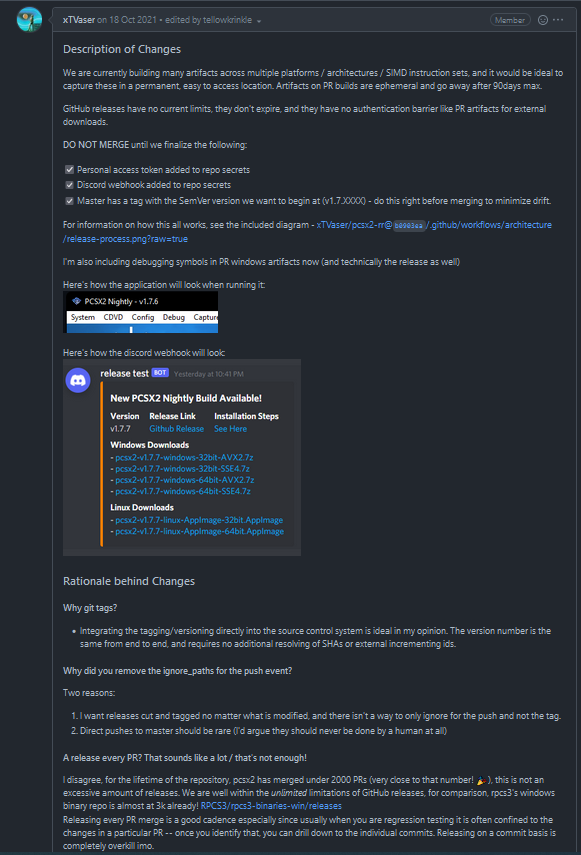 xTVaser on 18 Oct 2021 • edited by tellowkrinkle
Member
Description of Changes
We are currently building many artifacts across multiple platforms / architectures / SIMD instruction sets, and it would be ideal to
capture these in a permanent, easy to access location. Artifacts on PR builds are ephemeral and go away after 90days max.
GitHub releases have no current limits, they don't expire, and they have no authentication barrier like PR artifacts for external
downloads.
DO NOT MERGE until we finalize the following:
Personal access token added to repo secrets
Discord webhook added to repo secrets
Master has a tag with the SemVer version we want to begin at (v1.7.XXXX) - do this right before merging to minimize drift.
For information on how this all works, see the included diagram - xTVaser/pcsx2-rr@ /.github/workflows/architecture
/release-process.png?raw=true
I'm also including debugging symbols in PR windows artifacts now (and technically the release as well)
Here's how the application will look when running it:
PCSX2 Nightly - v1.7.6
System CDVD Config Debug Captur
Here's how the discord webhook will look:
release test BOT Yesterday at 10:41 PM
New PCSX2 Nightly Build Available!
Version Release Link Installation Steps
v1.7.7 Github Release See Here
Windows Downloads
- pcsx2-v1.7.7-windows-32bit-AVX2.7z
- pcsx2-v1.7.7-windows-32bit-SSE4.7z
- pcsx2-v1.7.7-windows-64bit-AVX2.7z
- pcsx2-v1.7.7-windows-64bit-SSE4.7z
Linux Downloads
- pcsx2-v1.7.7-linux-AppImage-32bit.AppImage
- pcsx2-v1.7.7-linux-AppImage-64bit.AppImage
Rationale behind Changes
Why git tags?
• Integrating the tagging/versioning directly into the source control system is ideal in my opinion. The version number is the
same from end to end, and requires no additional resolving of SHAs or external incrementing ids.
Why did you remove the ignore_paths for the push event?
Two reasons:
1. I want releases cut and tagged no matter what is modified, and there isn't a way to only ignore for the push and not the tag.
2. Direct pushes to master should be rare (I'd argue they should never be done by a human at all)
A release every PR? That sounds like a lot / that's not enough!
I disagree, for the lifetime of the repository, pcsx2 has merged under 2000 PRs (very close to that number! 🎉), this is not an
excessive amount of releases. We are well within the unlimited limitations of GitHub releases, for comparison, rpcs3's windows
binary repo is almost at 3k already! RPCS3/rpcs3-binaries-win/releases
Releasing every PR merge is a good cadence especially since usually when you are regression testing it is often confined to the
changes in a particular PR -- once you identify that, you can drill down to the individual commits. Releasing on a commit basis is
completely overkill imo.